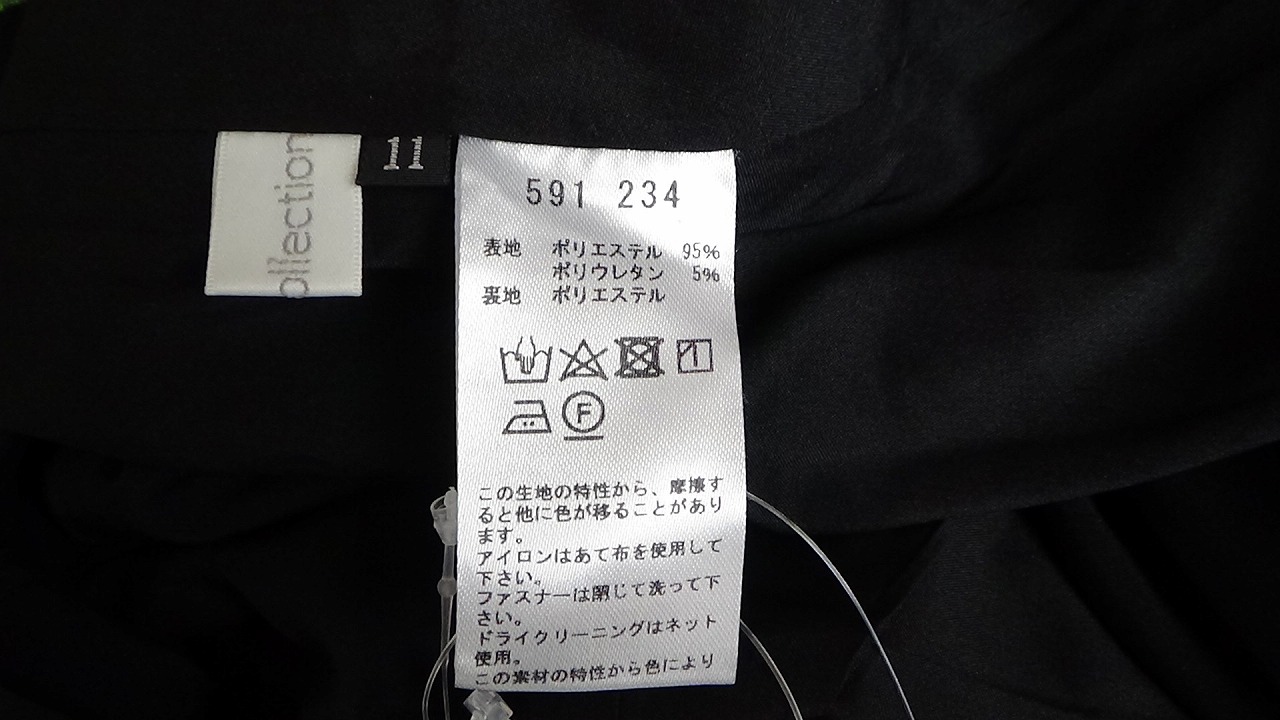 ollection
11
591 234
表地 ポリエステル 95%
ポリウレタン 5%
裏地 ポリエステル
F
この生地の特性から、摩擦す
ると他に色が移ることがあり
ます。
アイロンはあて布を使用して
下さい。
ファスナーは閉じて洗って下
さい。
ドライクリーニングはネット
使用。
この素材の特性から色により